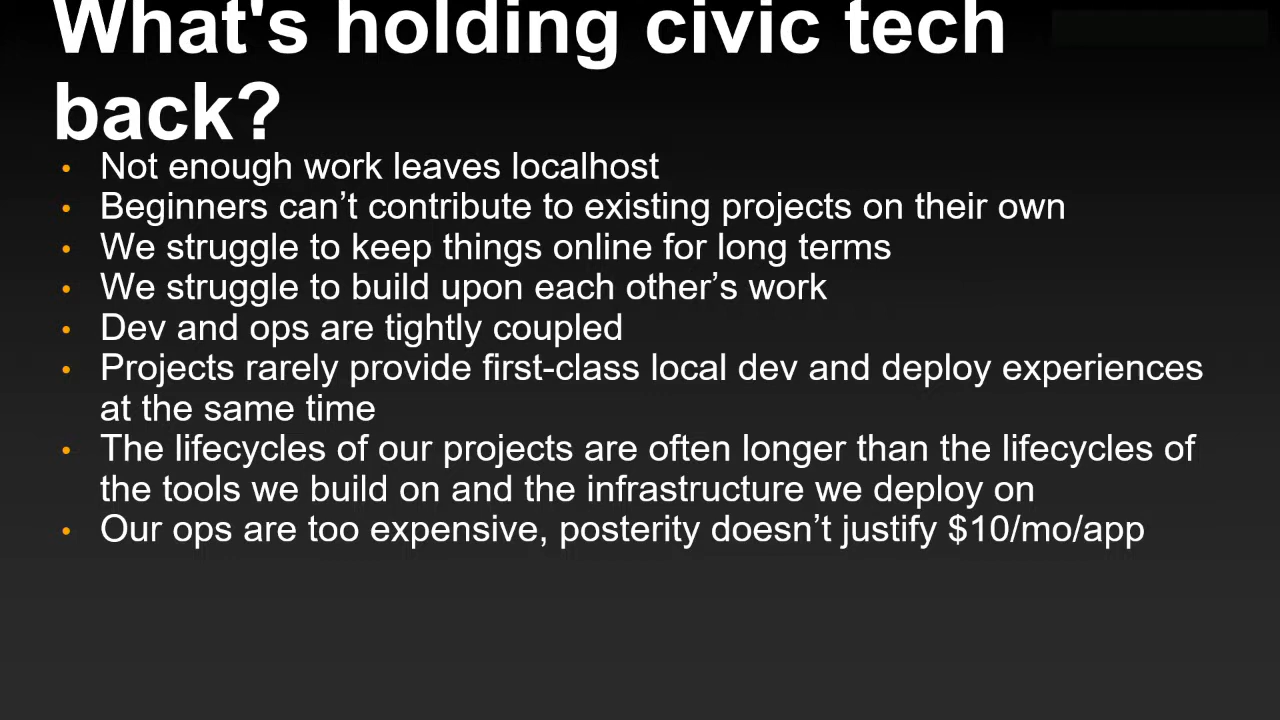 What's holding civic tech
back?
• Not enough work leaves localhost
• Beginners can’t contribute to existing projects on their own
• We struggle to keep things online for long terms
• We struggle to build upon each other’s work
• Dev and ops are tightly coupled
• Projects rarely provide first-class local dev and deploy experiences
at the same time
• The lifecycles of our projects are often longer than the lifecycles of
the tools we build on and the infrastructure we deploy on
• Our ops are too expensive, posterity doesn’t justify $10/mo/app